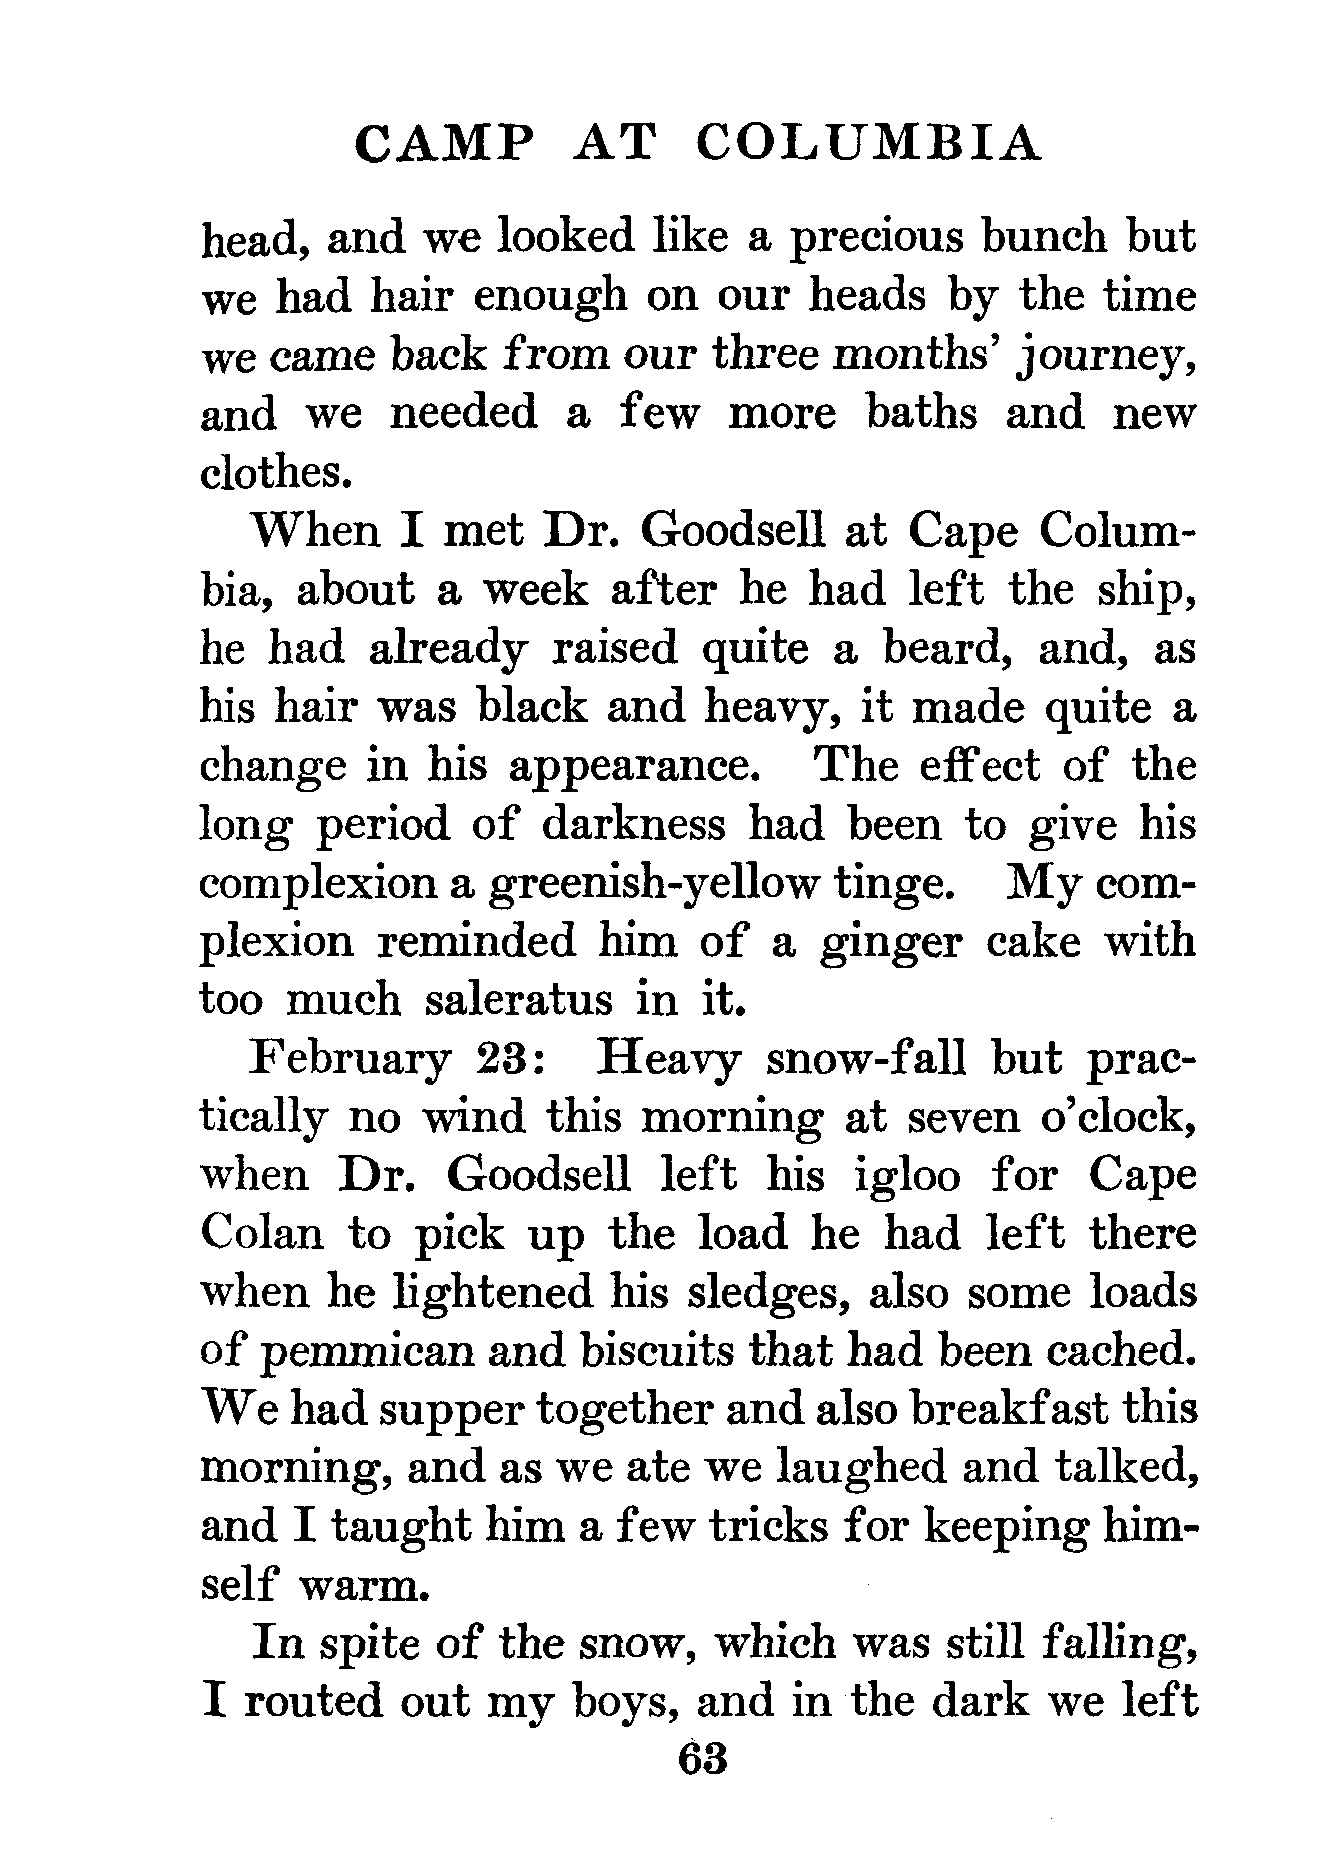 CAMP AT COLUMBIA
head, and we looked like a precious bunch but
we had hair enough on our heads by the time
we came back from our three months' journey,
and we needed a few more baths and new
clothes.
When I met Dr. Goodsell at Cape Colum-
bia, about a week after he had left the ship,
he had already raised quite a beard, and, as
his hair was black and heavy, it made quite a
change in his appearance. The effect of the
long period of darkness had been to give his
complexion a greenish-yellow tinge. My com-
plexion reminded him of a ginger cake with
too much saleratus in it.
February 23: Heavy snow-fall but prac-
tically no wind this morning at seven o'clock,
when Dr. Goodsell left his igloo for Cape
Colan to pick up the load he had left there
when he lightened his sledges, also some loads
of pemmican and biscuits that had been cached.
We had supper together and also breakfast this
morning, and as we ate we laughed and talked,
and I taught him a few tricks for keeping him-
self warm.
In spite of the snow, which was still falling,
I routed out my boys, and in the dark we left
63